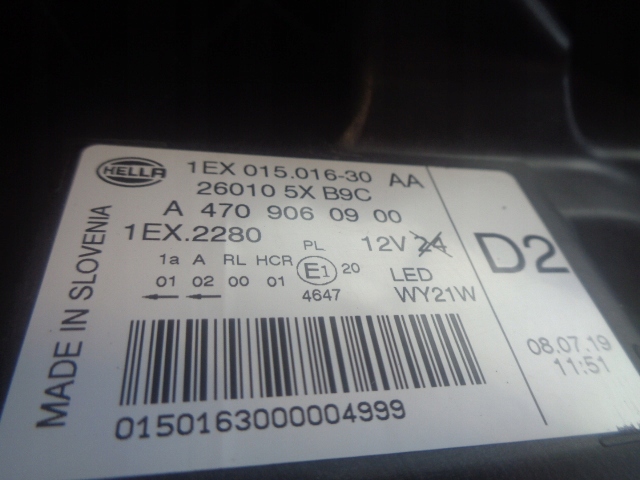 HELLA
1EX 015.016-30 AA
26010 5X B9C
A 470 906 09 00
1EX.2280 PL 12V 24
D2
1a A RL HCR E1 20 LED
01 02 00 01 4647 WY21W
08.07.19
11:51
MADE IN SLOVENIA
0150163000004999